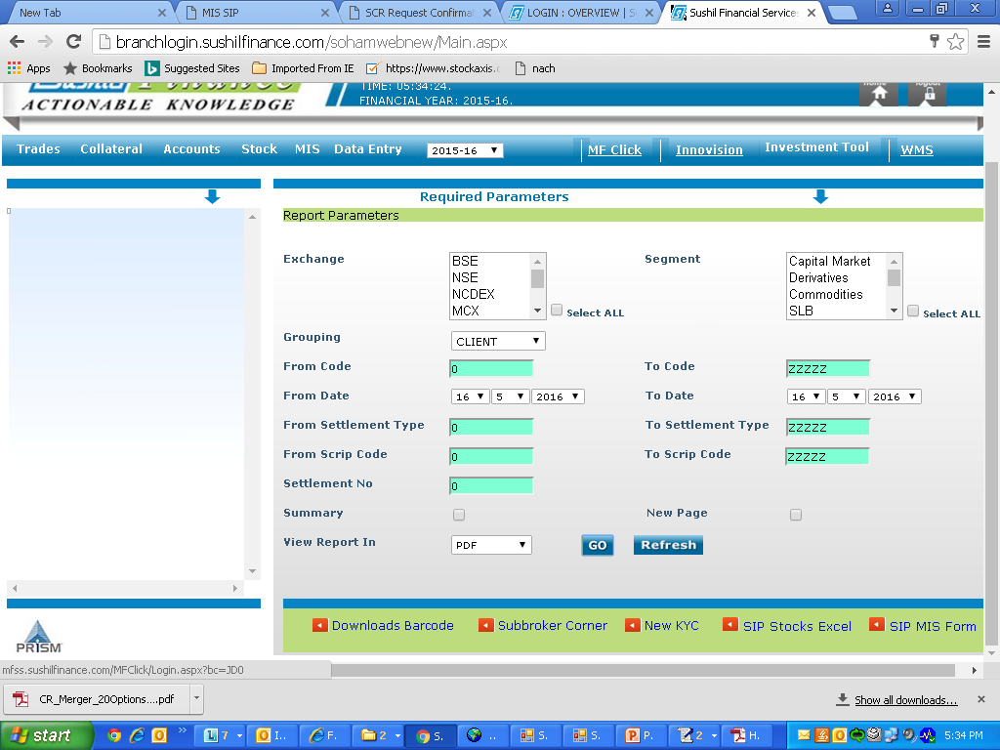 New Tab
MIS SIP
SCR Request Confirma
LOGIN : OVERVIEW | S
Sushil Financial Service
branchlogin.sushilfinance.com/sohamwebnew/Main.aspx
Apps
Bookmarks
Suggested Sites
Imported From IE
https://www.stockaxis.c
nach
ACTIONABLE KNOWLEDGE
TIME: 05:34:24.
FINANCIAL YEAR: 2015-16.
Trades
Collateral
Accounts
Stock
MIS
Data Entry
2015-16
MF Click
Innovision
Investment Tool
WMS
Required Parameters
Report Parameters
Exchange
BSE
NSE
NCDEX
MCX
Select ALL
Segment
Capital Market
Derivatives
Commodities
SLB
Select ALL
Grouping
CLIENT
From Code
0
To Code
ZZZZZ
From Date
16 5 2016
To Date
16 5 2016
From Settlement Type
0
To Settlement Type
ZZZZZ
From Scrip Code
0
To Scrip Code
ZZZZZ
Settlement No
0
Summary
New Page
View Report In
PDF
GO
Refresh
Downloads Barcode
Subbroker Corner
New KYC
SIP Stocks Excel
SIP MIS Form
PRISM
mfss.sushilfinance.com/MFClick/Login.aspx?bc=JD0
CR_Merger_20Options....pdf
Show all downloads...
start
7
I..
F.
2
S.
..
S.
S.
P.
2
H.
5:34 PM